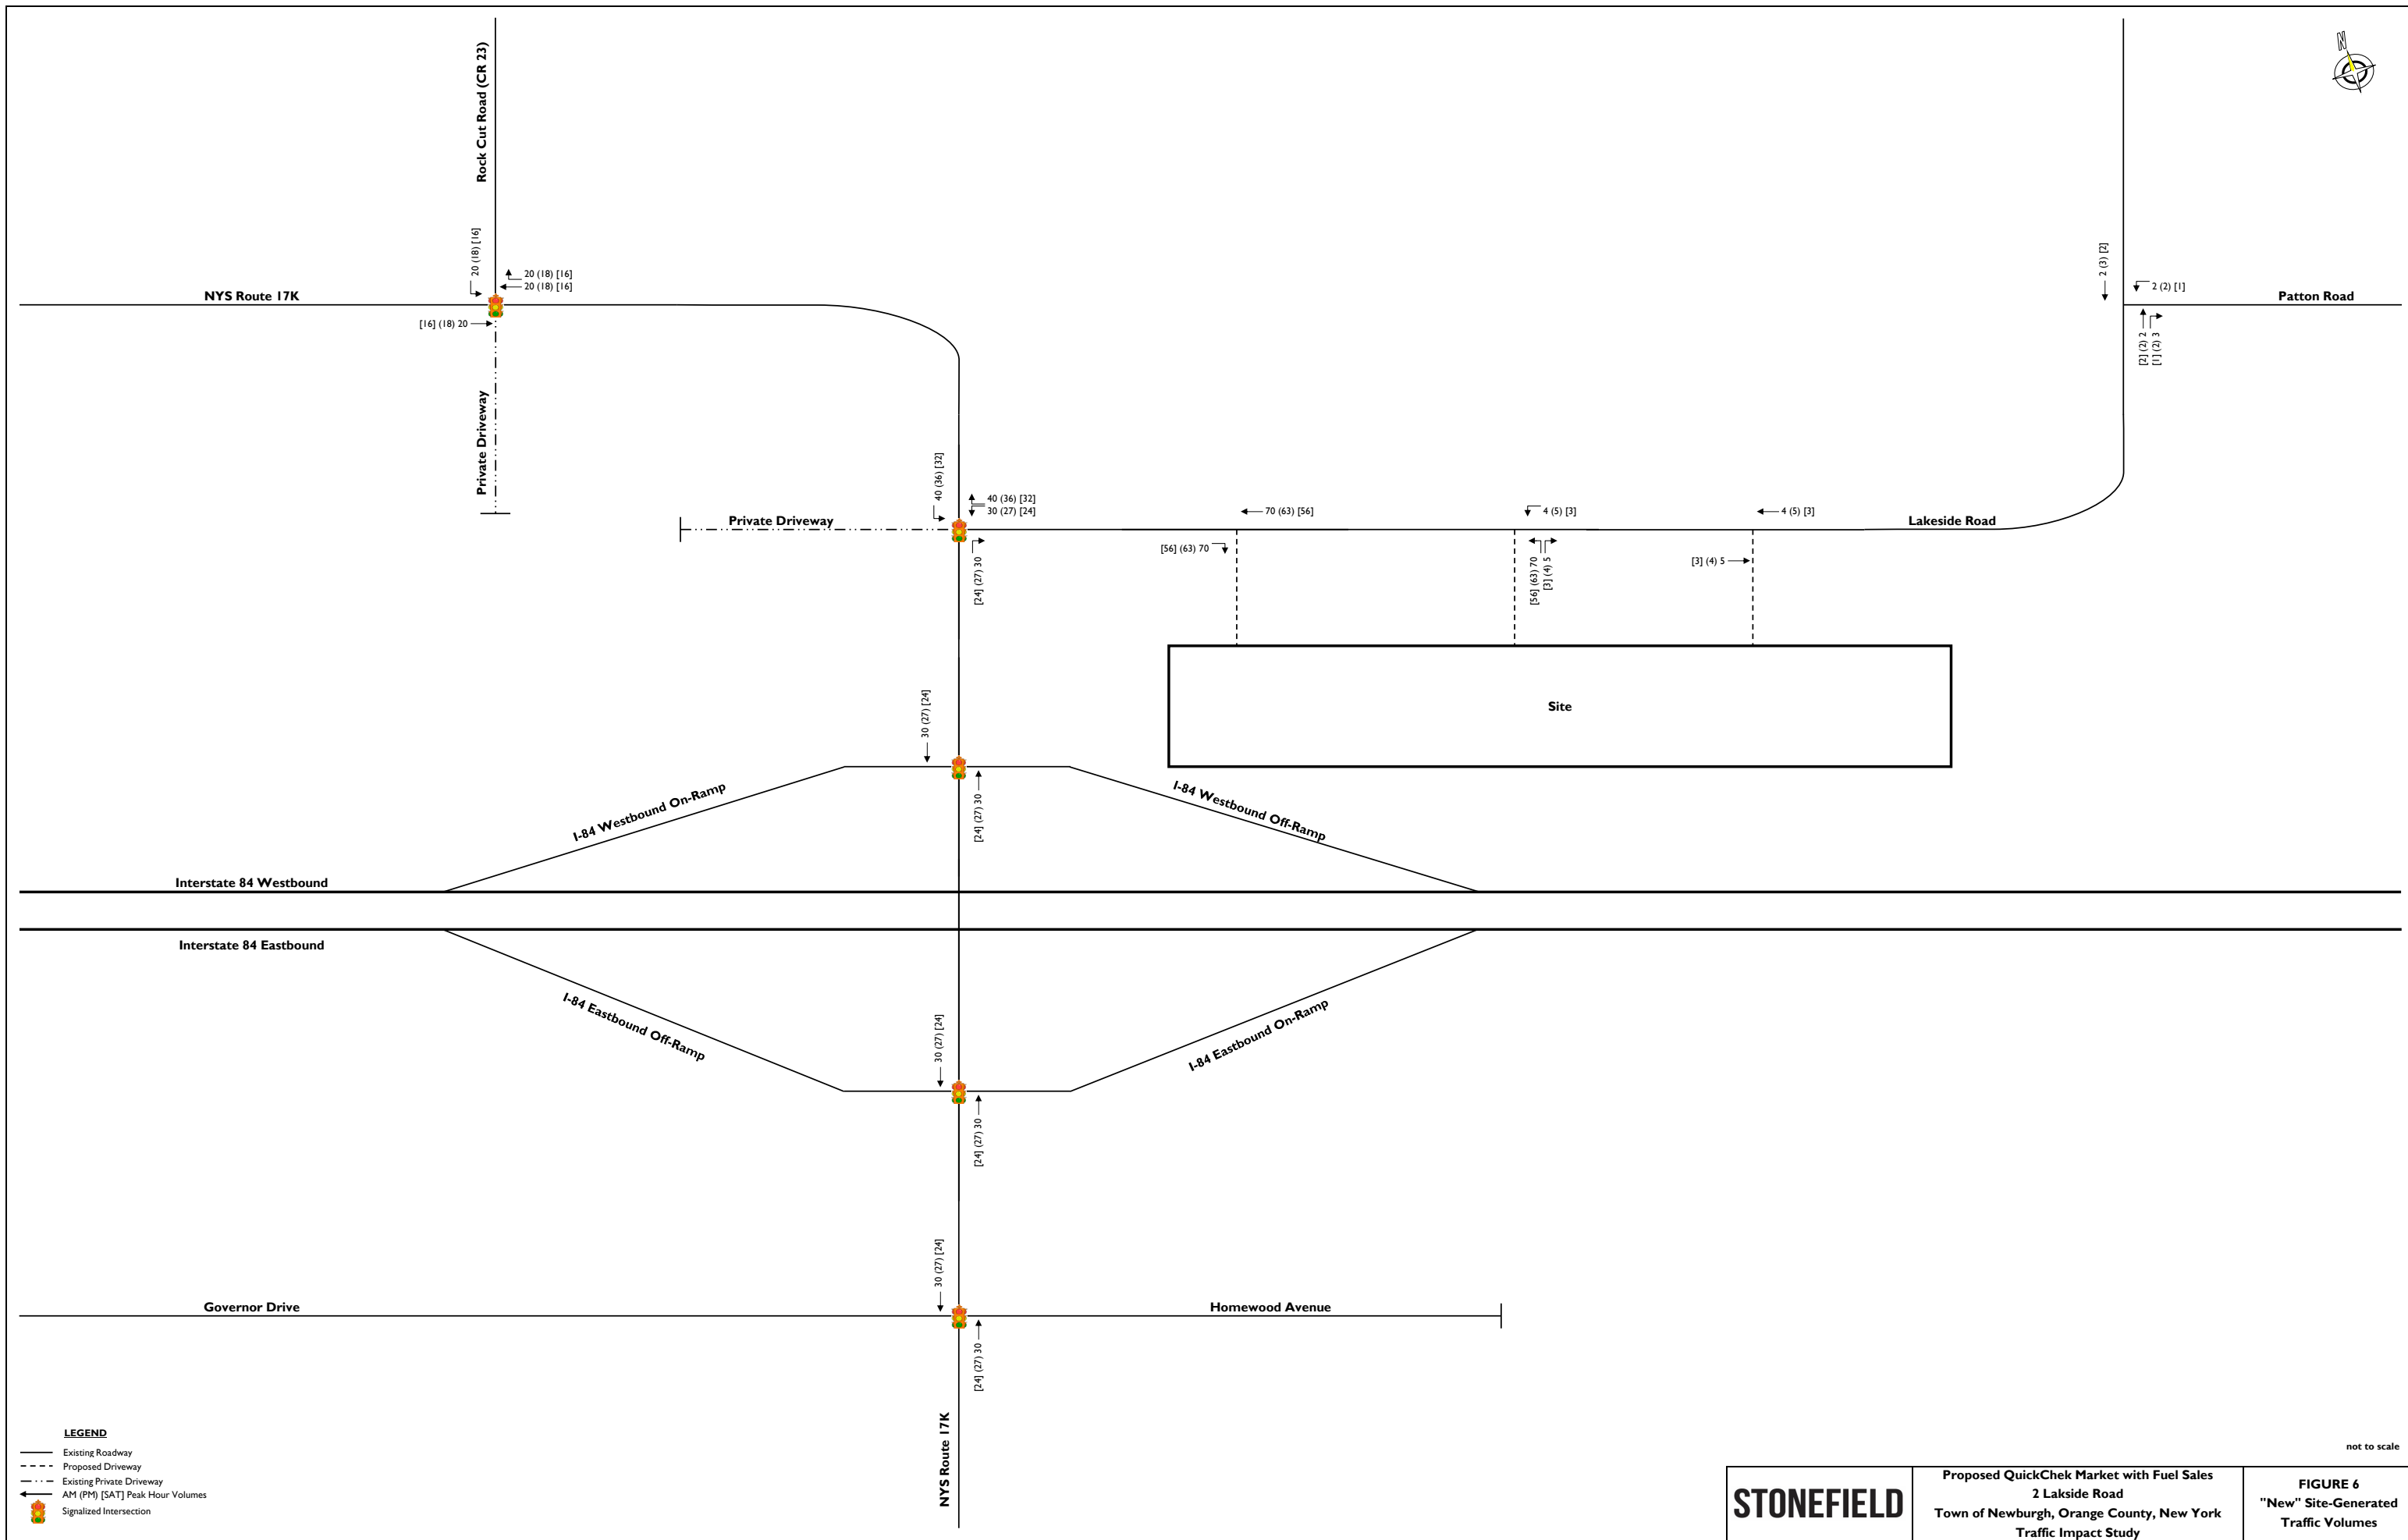 N
Rock Cut Road (CR 23)
20 (18) [16]
20 (18) [16]
20 (18) [16]
NYS Route 17K
[16] (18) 20
Private Driveway
2 (3) [2]
2 (2) [1]
Patton Road
[2] (2) 2
[1] (2) 3
40 (36) [32]
40 (36) [32]
30 (27) [24]
Private Driveway
[24] (27) 30
70 (63) [56]
[56] (63) 70
4 (5) [3]
[56] (63) 70
[3] (4) 5
4 (5) [3]
[3] (4) 5
Lakeside Road
Site
30 (27) [24]
[24] (27) 30
I-84 Westbound On-Ramp
I-84 Westbound Off-Ramp
Interstate 84 Westbound
Interstate 84 Eastbound
I-84 Eastbound Off-Ramp
I-84 Eastbound On-Ramp
30 (27) [24]
[24] (27) 30
30 (27) [24]
Governor Drive
Homewood Avenue
[24] (27) 30
NYS Route 17K
LEGEND
Existing Roadway
Proposed Driveway
Existing Private Driveway
AM (PM) [SAT] Peak Hour Volumes
Signalized Intersection
not to scale
STONEFIELD
Proposed QuickChek Market with Fuel Sales
2 Lakside Road
Town of Newburgh, Orange County, New York
Traffic Impact Study
FIGURE 6
"New" Site-Generated
Traffic Volumes